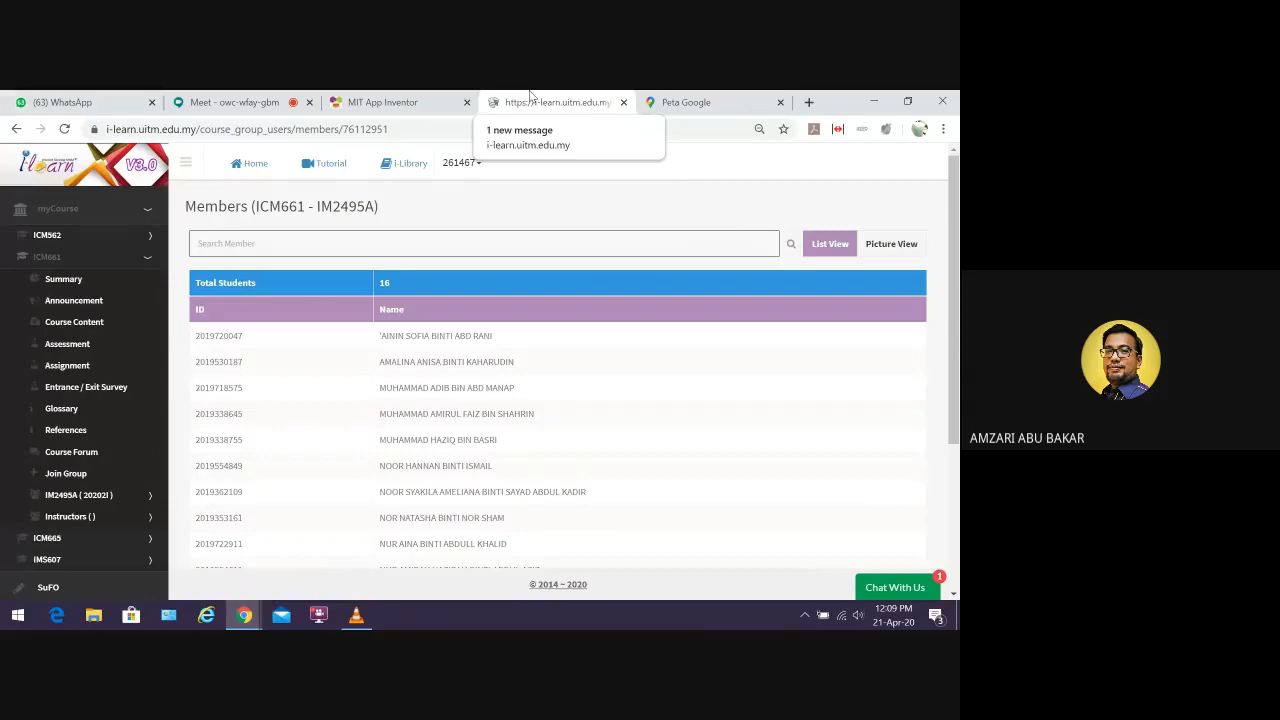 (63) WhatsApp
Meet - owc-wfay-gbm
MIT App Inventor
https://i-learn.uitm.edu.my
Peta Google
i-learn.uitm.edu.my/course_group_users/members/76112951
1 new message
i-learn.uitm.edu.my
i-learn V3.0
Home
Tutorial
i-Library
261467
myCourse
ICM562
ICM661
Summary
Announcement
Course Content
Assessment
Assignment
Entrance / Exit Survey
Glossary
References
Course Forum
Join Group
IM2495A ( 20202I )
Instructors ( )
ICM665
IMS607
SuFO
Members (ICM661 - IM2495A)
Search Member
List View
Picture View
Total Students 16
ID Name
2019720047 'AININ SOFIA BINTI ABD RANI
2019530187 AMALINA ANISA BINTI KAHARUDIN
2019718575 MUHAMMAD ADIB BIN ABD MANAP
2019338645 MUHAMMAD AMIRUL FAIZ BIN SHAHRIN
2019338755 MUHAMMAD HAZIQ BIN BASRI
2019554849 NOOR HANNAN BINTI ISMAIL
2019362109 NOOR SYAKILA AMELIANA BINTI SAYAD ABDUL KADIR
2019353161 NOR NATASHA BINTI NOR SHAM
2019722911 NUR AINA BINTI ABDULL KHALID
© 2014 ~ 2020
Chat With Us
1
12:09 PM
21-Apr-20
3
AMZARI ABU BAKAR